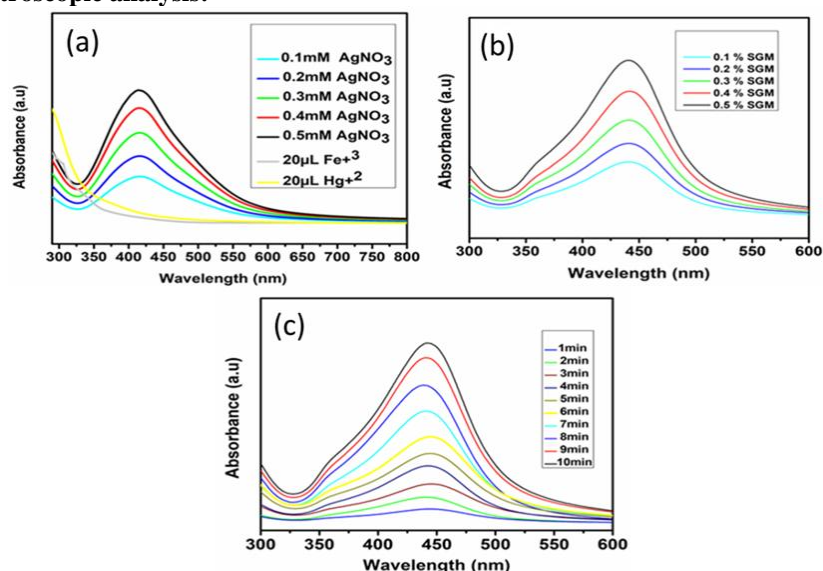 troscopic analysis.
(a)
0.1mM AgNO3
0.2mM AgNO3
0.3mM AgNO3
0.4mM AgNO3
0.5mM AgNO3
20µL Fe+3
20µL Hg+2
Absorbance (a.u)
300 350 400 450 500 550 600 650 700 750 800
Wavelength (nm)
(b)
0.1 % SGM
0.2 % SGM
0.3 % SGM
0.4 % SGM
0.5 % SGM
Absorbance (a.u)
300 350 400 450 500 550 600
Wavelength (nm)
(c)
1min
2min
3min
4min
5min
6min
7min
8min
9min
10min
Absorbance (a.u)
300 350 400 450 500 550 600
Wavelength (nm)